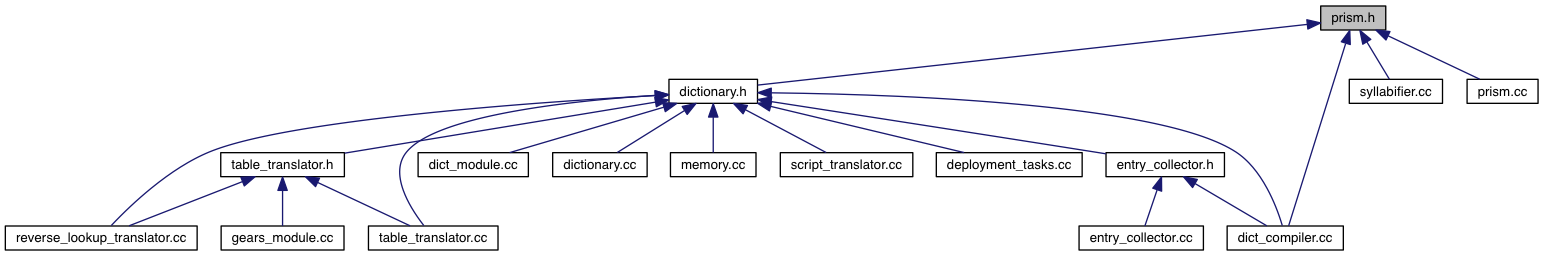 prism.h
dictionary.h
syllabifier.cc
prism.cc
table_translator.h
dict_module.cc
dictionary.cc
memory.cc
script_translator.cc
deployment_tasks.cc
entry_collector.h
reverse_lookup_translator.cc
gears_module.cc
table_translator.cc
entry_collector.cc
dict_compiler.cc